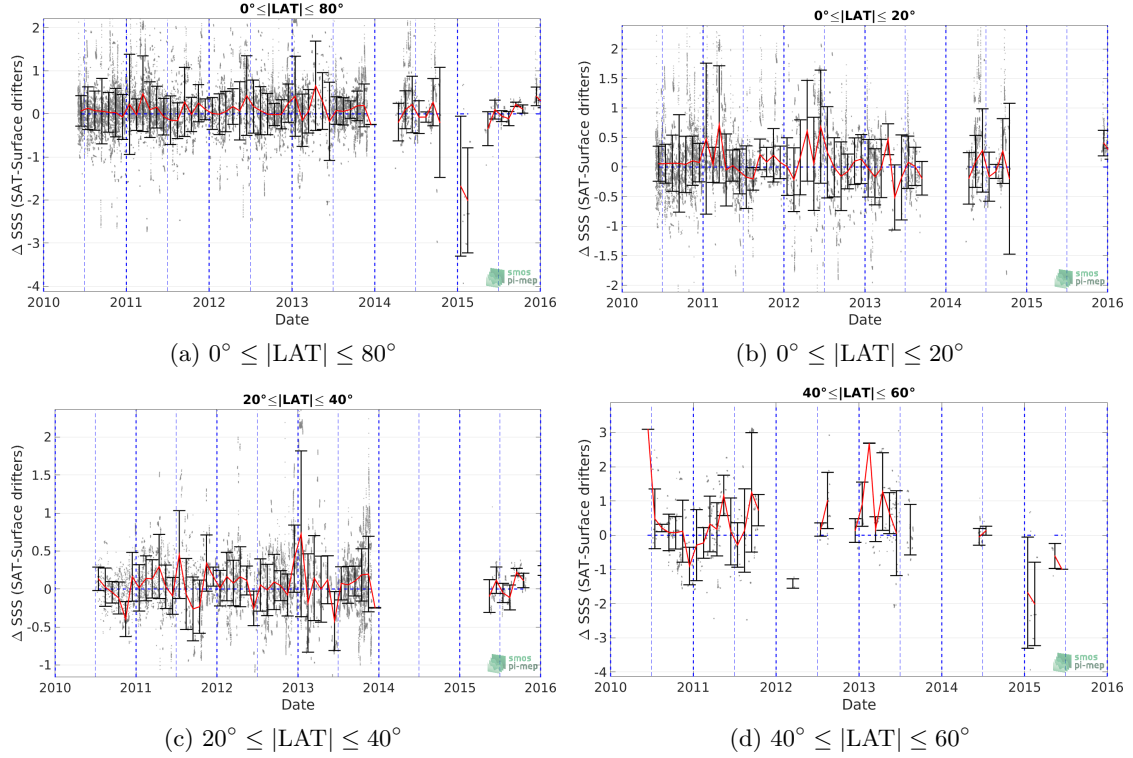 0°≤|LAT|≤ 80°
Δ SSS (SAT-Surface drifters)
2
1
0
-1
-2
-3
-4
2010 2011 2012 2013 2014 2015 2016
Date
smos
pi-mep
(a) 0° ≤ |LAT| ≤ 80°
0°≤|LAT|≤ 20°
Δ SSS (SAT-Surface drifters)
2
1.5
1
0.5
0
-0.5
-1
-1.5
-2
2010 2011 2012 2013 2014 2015 2016
Date
smos
pi-mep
(b) 0° ≤ |LAT| ≤ 20°
20°≤|LAT|≤ 40°
Δ SSS (SAT-Surface drifters)
2
1.5
1
0.5
0
-0.5
-1
2010 2011 2012 2013 2014 2015 2016
Date
smos
pi-mep
(c) 20° ≤ |LAT| ≤ 40°
40°≤|LAT|≤ 60°
Δ SSS (SAT-Surface drifters)
3
2
1
0
-1
-2
-3
-4
2010 2011 2012 2013 2014 2015 2016
Date
smos
pi-mep
(d) 40° ≤ |LAT| ≤ 60°